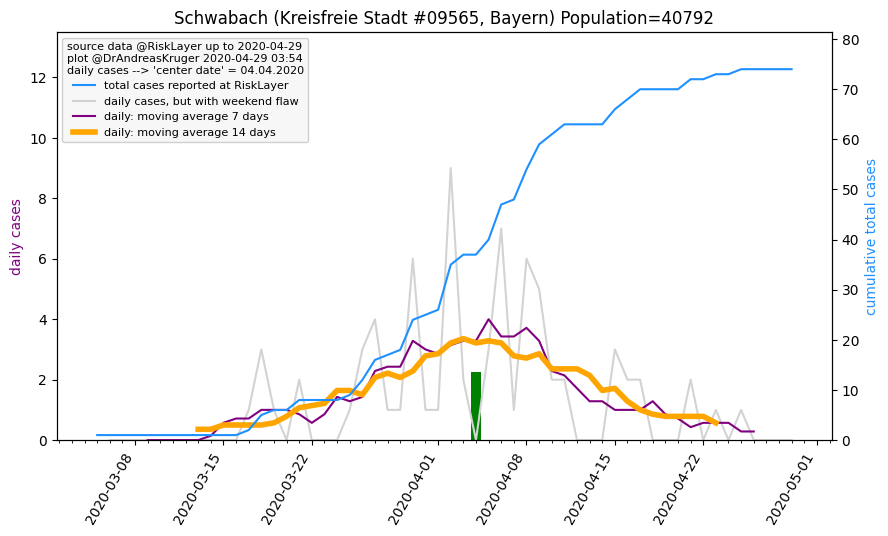 Schwabach (Kreisfreie Stadt #09565, Bayern) Population=40792
source data @RiskLayer up to 2020-04-29
plot @DrAndreasKruger 2020-04-29 03:54
daily cases --> 'center date' = 04.04.2020
total cases reported at RiskLayer
daily cases, but with weekend flaw
daily: moving average 7 days
daily: moving average 14 days
daily cases
12
10
8
6
4
2
0
80
70
60
50
40
30
20
10
0
cumulative total cases
2020-03-08
2020-03-15
2020-03-22
2020-04-01
2020-04-08
2020-04-15
2020-04-22
2020-05-01